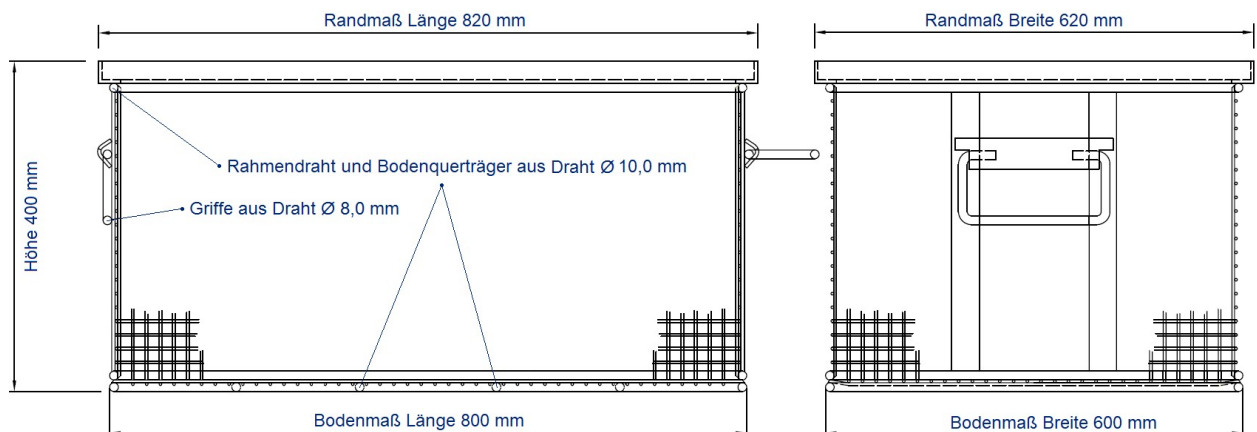 Randmaß Länge 820 mm
Randmaß Breite 620 mm
Höhe 400 mm
Rahmendraht und Bodenquerträger aus Draht Ø 10,0 mm
Griffe aus Draht Ø 8,0 mm
Bodenmaß Länge 800 mm
Bodenmaß Breite 600 mm